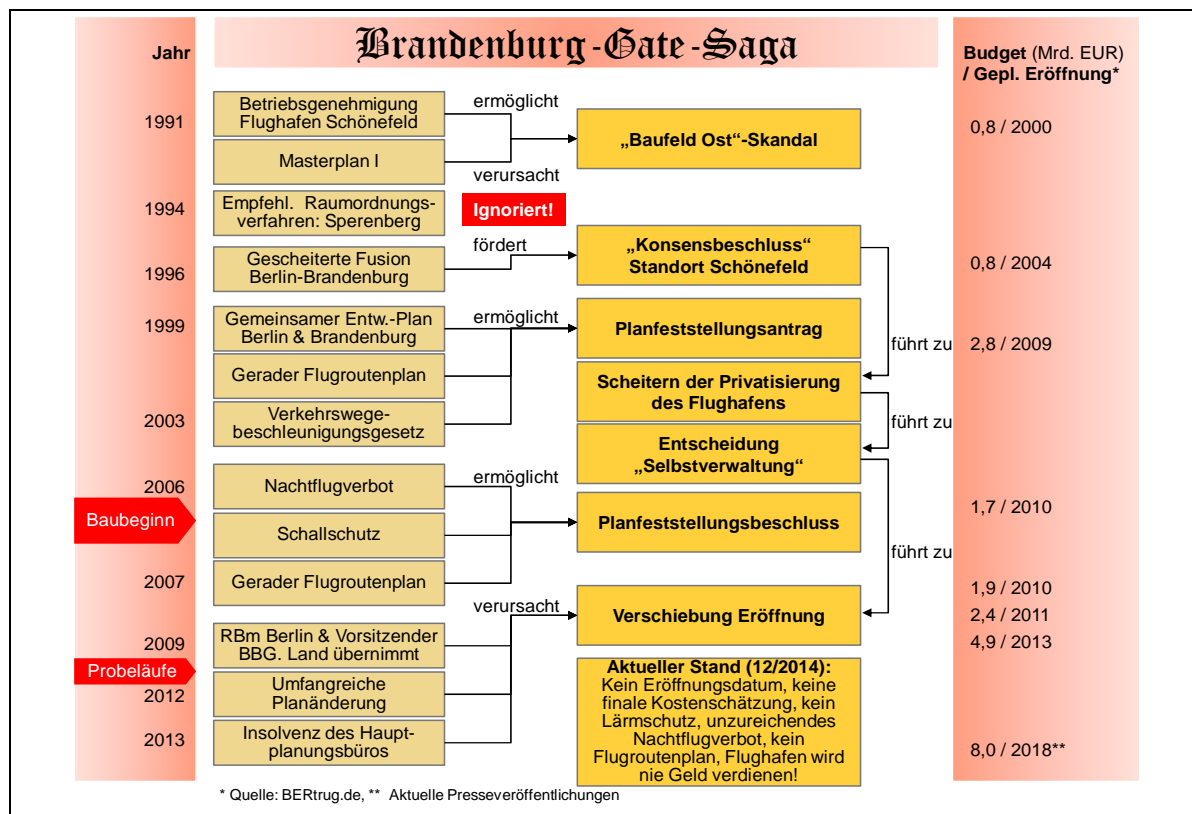 Jahr
Brandenburg-Gate-Saga
Budget (Mrd. EUR)
/ Gepl. Eröffnung*
1991
Betriebsgenehmigung
Flughafen Schönefeld
ermöglicht
Masterplan I
verursacht
„Baufeld Ost“-Skandal
0,8 / 2000
1994
Empfehl. Raumordnungs-
verfahren: Sperenberg
Ignoriert!
1996
Gescheiterte Fusion
Berlin-Brandenburg
fördert
„Konsensbeschluss“
Standort Schönefeld
0,8 / 2004
1999
Gemeinsamer Entw.-Plan
Berlin & Brandenburg
ermöglicht
Planfeststellungsantrag
führt zu
2,8 / 2009
Gerader Flugroutenplan
Scheitern der Privatisierung
des Flughafens
2003
Verkehrswege-
beschleunigungsgesetz
führt zu
Entscheidung
„Selbstverwaltung“
2006
Nachtflugverbot
ermöglicht
Baubeginn
Schallschutz
Planfeststellungsbeschluss
1,7 / 2010
führt zu
2007
Gerader Flugroutenplan
1,9 / 2010
verursacht
Verschiebung Eröffnung
2,4 / 2011
2009
RBm Berlin & Vorsitzender
BBG. Land übernimmt
4,9 / 2013
Probeläufe
2012
Umfangreiche
Planänderung
2013
Insolvenz des Haupt-
planungsbüros
Aktueller Stand (12/2014):
Kein Eröffnungsdatum, keine
finale Kostenschätzung, kein
Lärmschutz, unzureichendes
Nachtflugverbot, kein
Flugroutenplan, Flughafen wird
nie Geld verdienen!
8,0 / 2018**
* Quelle: BERtrug.de, ** Aktuelle Presseveröffentlichungen